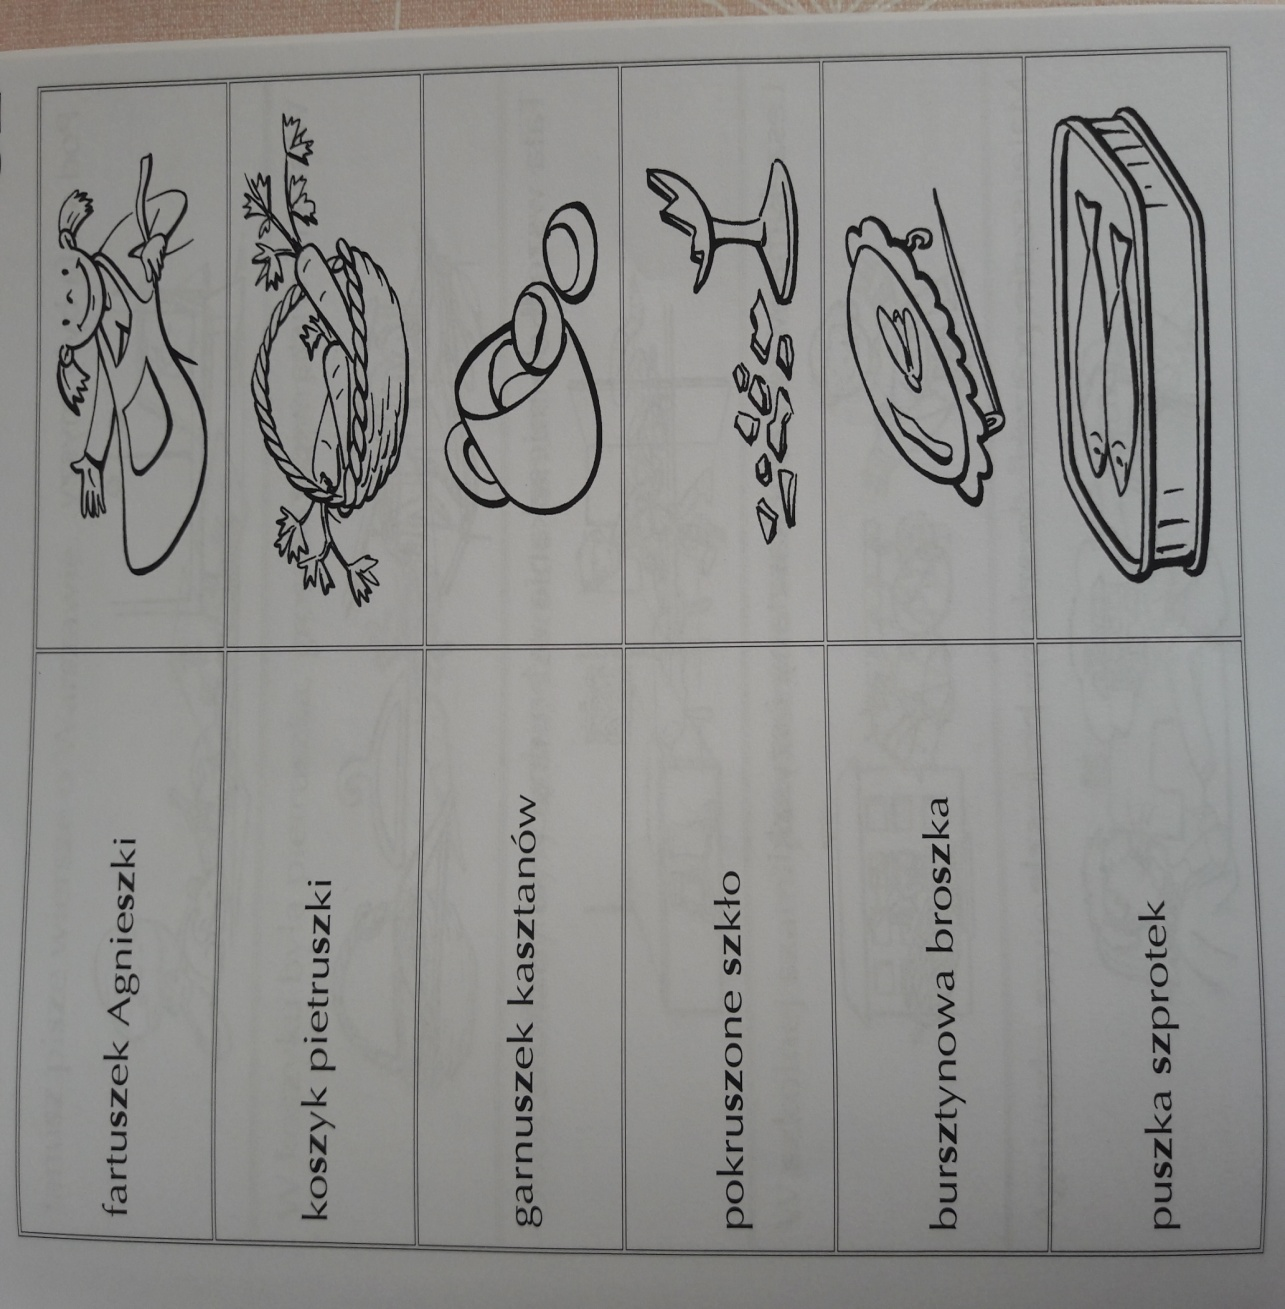 fartuszek Agnieszki
koszyk pietruszki
garnuszek kasztanów
pokruszone szkło
bursztynowa broszka
puszka szprotek